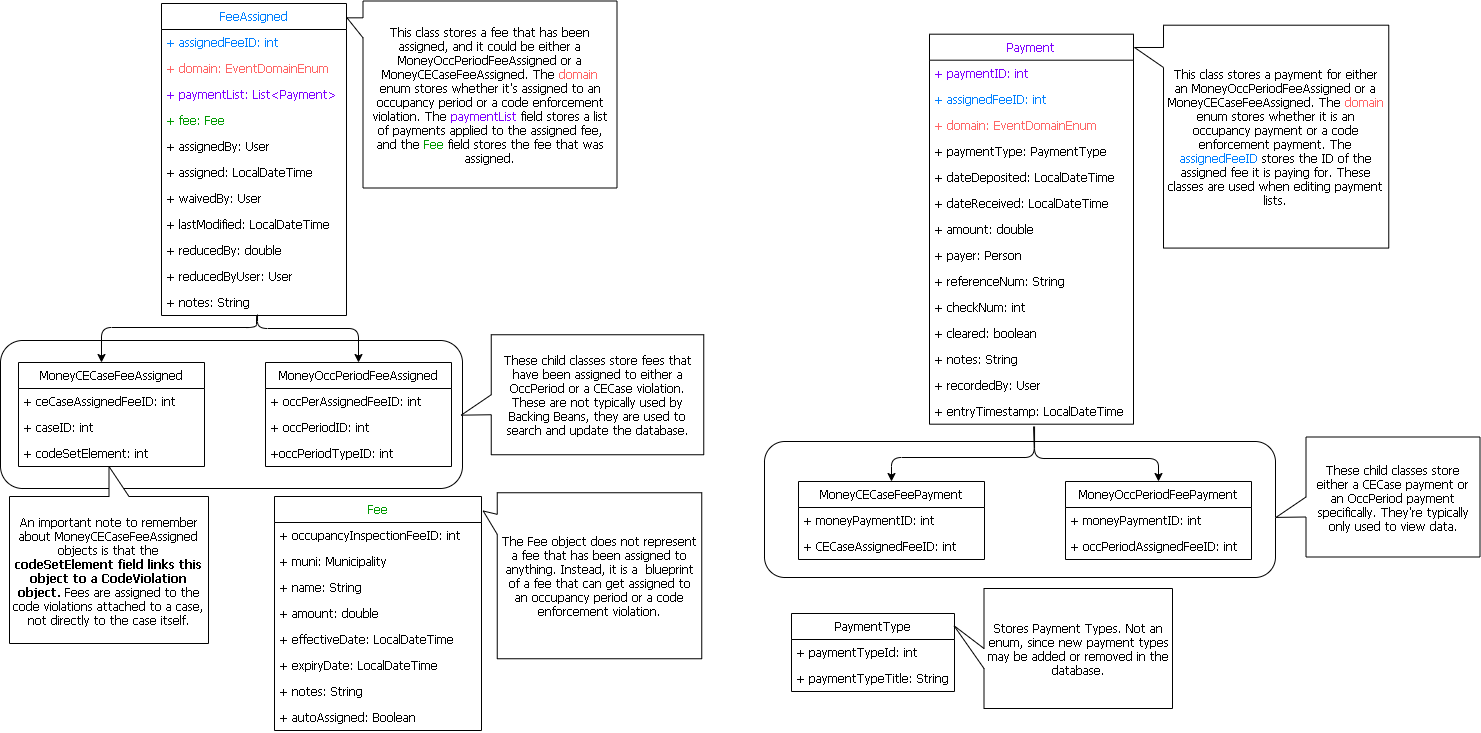 FeeAssigned
+ assignedFeeID: int
+ domain: EventDomainEnum
+ paymentList: List<Payment>
+ fee: Fee
+ assignedBy: User
+ assigned: LocalDateTime
+ waivedBy: User
+ lastModified: LocalDateTime
+ reducedBy: double
+ reducedByUser: User
+ notes: String
This class stores a fee that has been
assigned, and it could be either a
MoneyOccPeriodFeeAssigned or a
MoneyCECaseFeeAssigned. The domain
enum stores whether it's assigned to an
occupancy period or a code enforcement
violation. The paymentList field stores a list
of payments applied to the assigned fee,
and the Fee field stores the fee that was
assigned.
MoneyCECaseFeeAssigned
+ ceCaseAssignedFeeID: int
+ caseID: int
+ codeSetElement: int
MoneyOccPeriodFeeAssigned
+ occPerAssignedFeeID: int
+ occPeriodID: int
+occPeriodTypeID: int
These child classes store fees that
have been assigned to either a
OccPeriod or a CECase violation.
These are not typically used by
Backing Beans, they are used to
search and update the database.
An important note to remember
about MoneyCECaseFeeAssigned
objects is that the
codeSetElement field links this
object to a CodeViolation
object. Fees are assigned to the
code violations attached to a case,
not directly to the case itself.
Fee
+ occupancyInspectionFeeID: int
+ muni: Municipality
+ name: String
+ amount: double
+ effectiveDate: LocalDateTime
+ expiryDate: LocalDateTime
+ notes: String
+ autoAssigned: Boolean
The Fee object does not represent
a fee that has been assigned to
anything. Instead, it is a blueprint
of a fee that can get assigned to
an occupancy period or a code
enforcement violation.
Payment
+ paymentID: int
+ assignedFeeID: int
+ domain: EventDomainEnum
+ paymentType: PaymentType
+ dateDeposited: LocalDateTime
+ dateReceived: LocalDateTime
+ amount: double
+ payer: Person
+ referenceNum: String
+ checkNum: int
+ cleared: boolean
+ notes: String
+ recordedBy: User
+ entryTimestamp: LocalDateTime
This class stores a payment for either
an MoneyOccPeriodFeeAssigned or a
MoneyCECaseFeeAssigned. The domain
enum stores whether it is an
occupancy payment or a code
enforcement payment. The
assignedFeeID stores the ID of the
assigned fee it is paying for. These
classes are used when editing payment
lists.
MoneyCECaseFeePayment
+ moneyPaymentID: int
+ CECaseAssignedFeeID: int
MoneyOccPeriodFeePayment
+ moneyPaymentID: int
+ occPeriodAssignedFeeID: int
These child classes store
either a CECase payment or
an OccPeriod payment
specifically. They're typically
only used to view data.
PaymentType
+ paymentTypeId: int
+ paymentTypeTitle: String
Stores Payment Types. Not an
enum, since new payment types
may be added or removed in the
database.